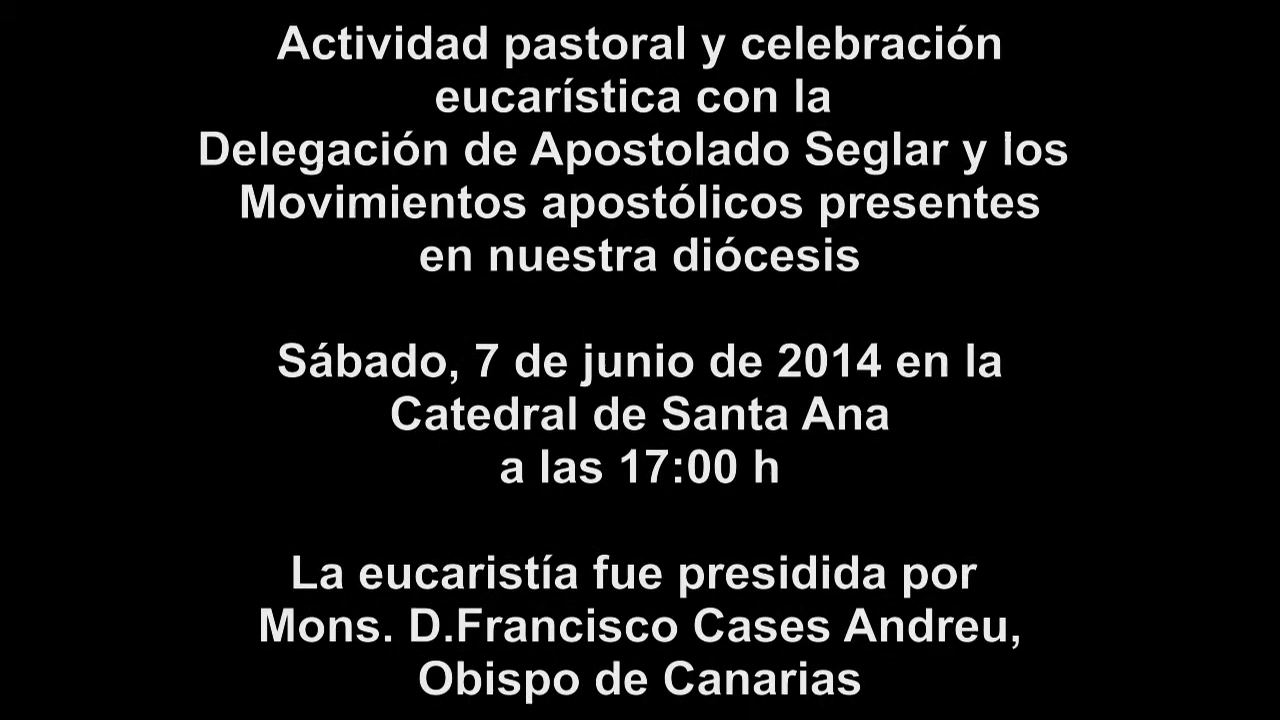 Actividad pastoral y celebración
eucarística con la
Delegación de Apostolado Seglar y los
Movimientos apostólicos presentes
en nuestra diócesis
Sábado, 7 de junio de 2014 en la
Catedral de Santa Ana
a las 17:00 h
La eucaristía fue presidida por
Mons. D.Francisco Cases Andreu,
Obispo de Canarias